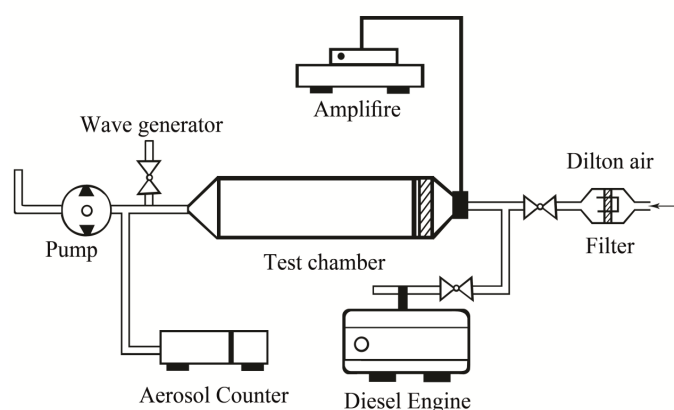 Amplifire
Wave generator
Dilton air
Pump
Test chamber
Filter
Aerosol Counter
Diesel Engine